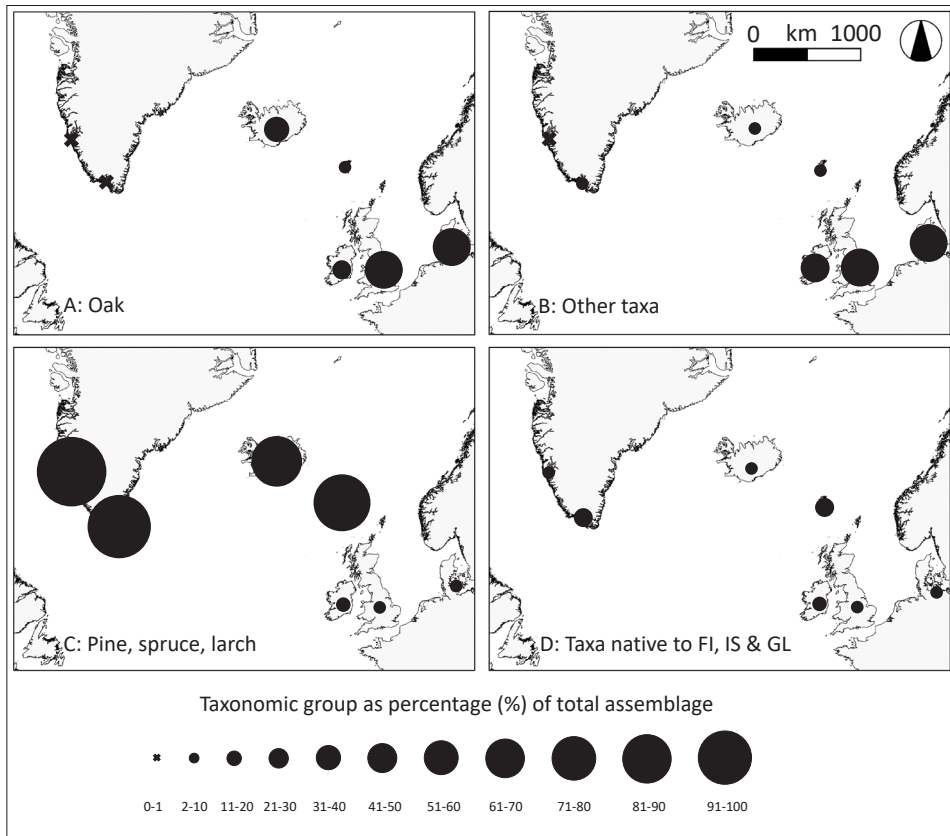 0 km 1000
A: Oak
B: Other taxa
C: Pine, spruce, larch
D: Taxa native to FI, IS & GL
Taxonomic group as percentage (%) of total assemblage
0-1 2-10 11-20 21-30 31-40 41-50 51-60 61-70 71-80 81-90 91-100